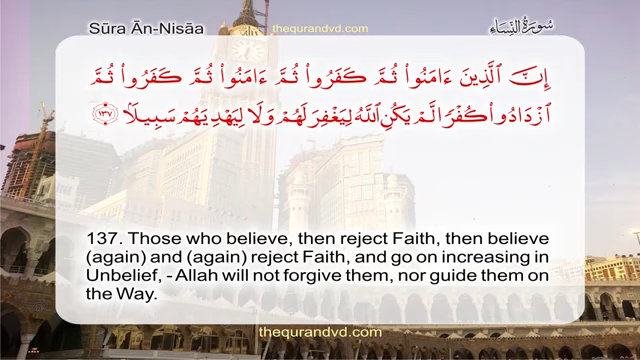 Sūra Ān-Nisāa
thequrandvd.com
سُورَةُ النِّسَاءِ
إِنَّ ٱلَّذِينَ ءَامَنُوا۟ ثُمَّ كَفَرُوا۟ ثُمَّ ءَامَنُوا۟ ثُمَّ كَفَرُوا۟ ثُمَّ
ٱزْدَادُوا۟ كُفْرًا لَّمْ يَكُنِ ٱللَّهُ لِيَغْفِرَ لَهُمْ وَلَا لِيَهْدِيَهُمْ سَبِيلًا ١٣٧
137. Those who believe, then reject Faith, then believe
(again) and (again) reject Faith, and go on increasing in
Unbelief, - Allah will not forgive them, nor guide them on
the Way.
thequrandvd.com